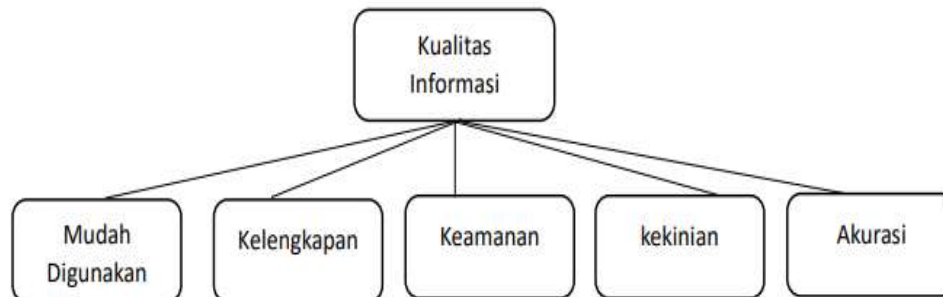 Kualitas
Informasi
Mudah
Digunakan
Kelengkapan
Keamanan
kekinian
Akurasi